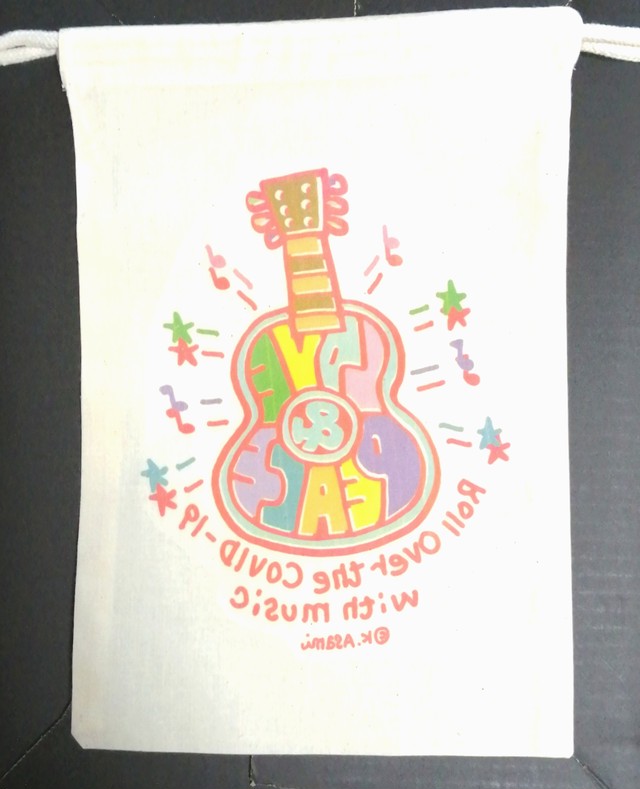 LOVE
&
PEACE
Roll Over the COVID-19
with music
©K.Asami